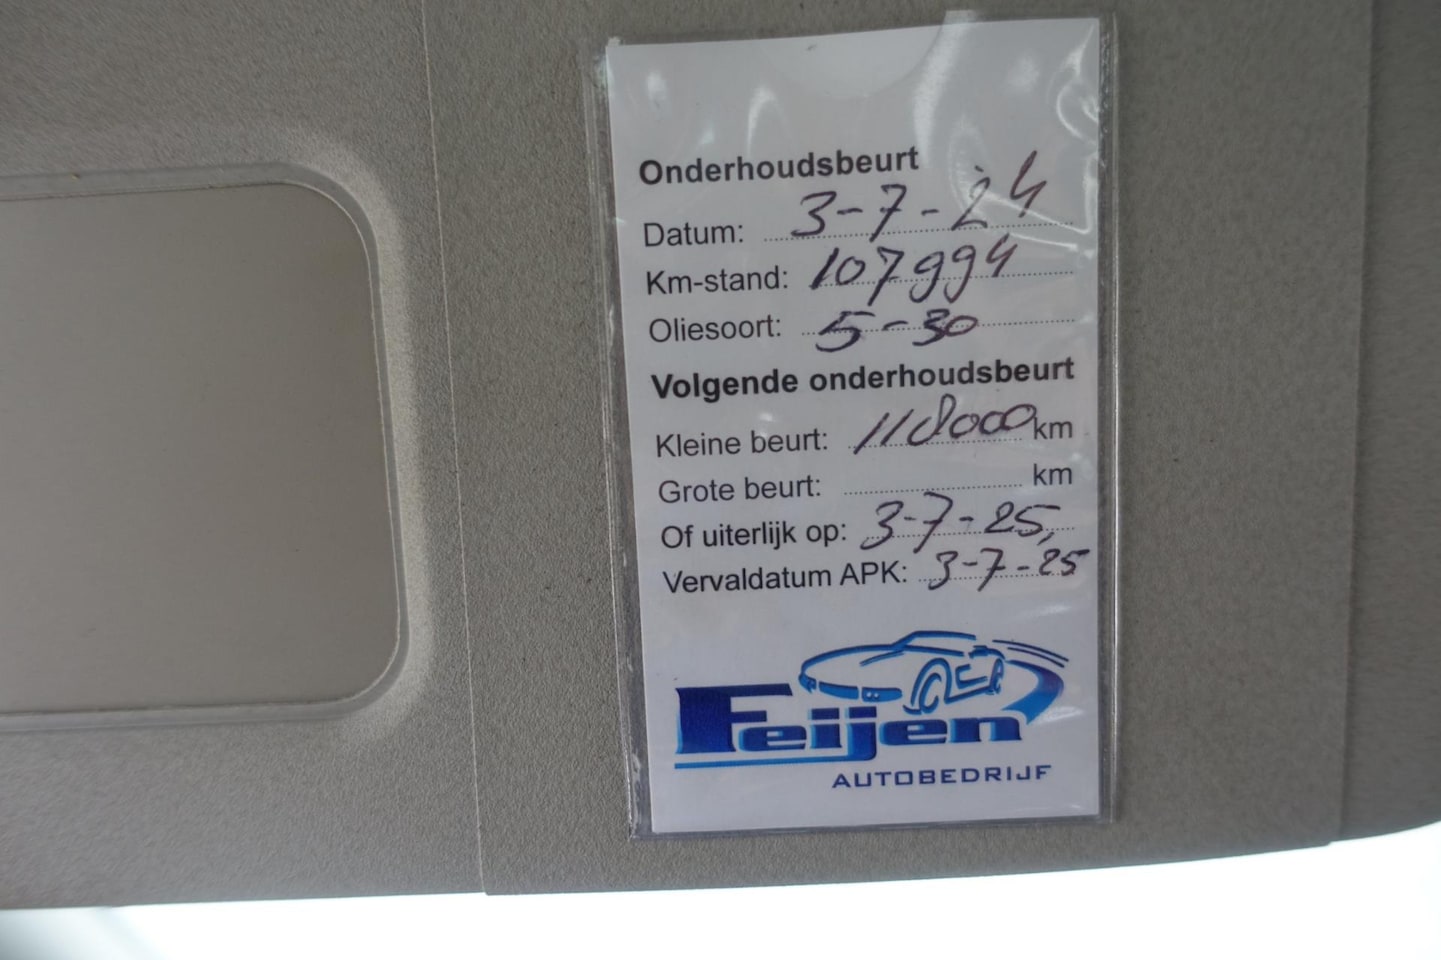 Onderhoudsbeurt
Datum: 3-7-24
Km-stand: 107994
Oliesoort: 5-30
Volgende onderhoudsbeurt
Kleine beurt: 118000 km
Grote beurt: km
Of uiterlijk op: 3-7-25,
Vervaldatum APK: 3-7-25
Feijen
AUTOBEDRIJF